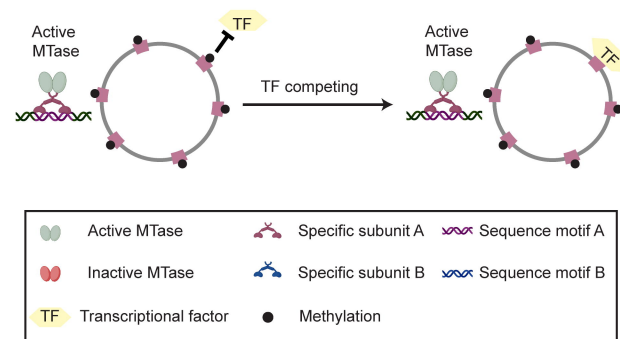 TF
Active
MTase
TF competing
Active
MTase
TF
Active MTase
Specific subunit A
Sequence motif A
Inactive MTase
Specific subunit B
Sequence motif B
TF
Transcriptional factor
Methylation